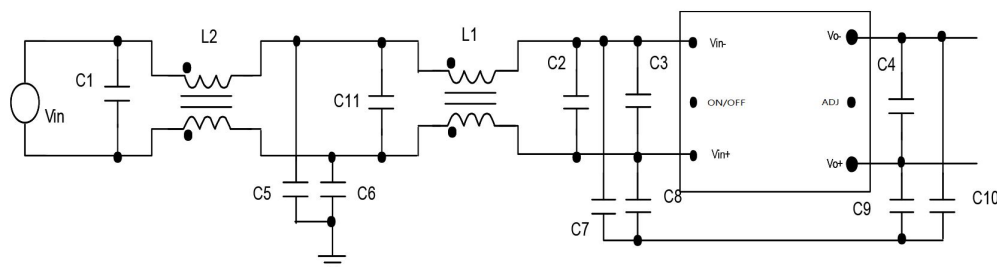 L2
L1
C1
Vin
C11
C2
C3
Vin-
Vo-
C4
ON/OFF
ADJ
Vin+
Vo+
C5
C6
C7
C8
C9
C10